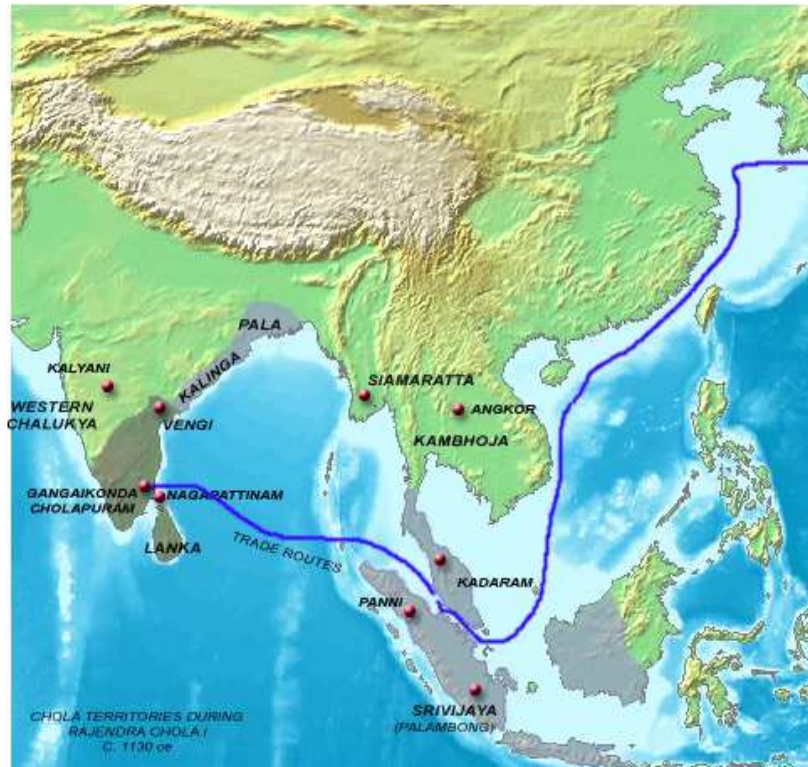 PALA
KALINGA
KALYANI
SIAMARATTA
WESTERN
CHALUKYA
VENGI
ANGKOR
KAMBHOJA
GANGAIKONDA
CHOLAPURAM
NAGAPATTINAM
LANKA
TRADE ROUTES
KADARAM
PANNI
SRIVIJAYA
(PALAMBONG)
CHOLA TERRITORIES DURING
RAJENDRA CHOLA I
C. 1130 ce